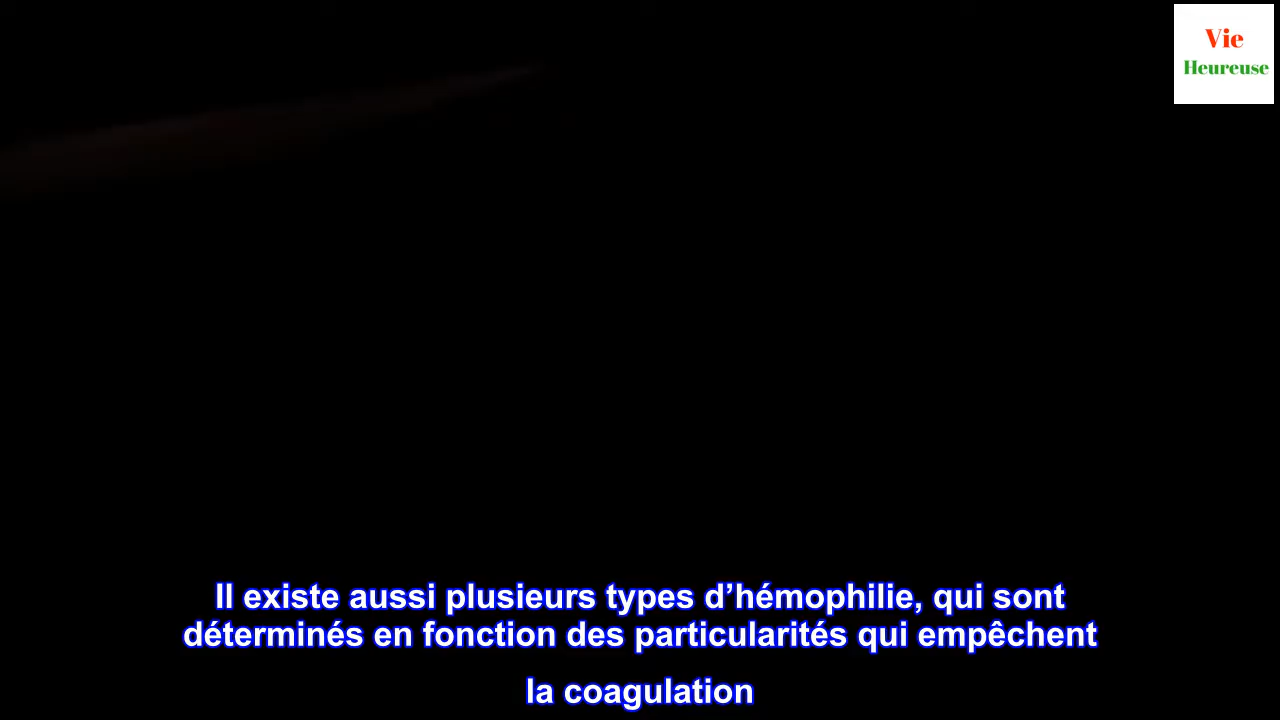 Vie
Heureuse
Il existe aussi plusieurs types d’hémophilie, qui sont
déterminés en fonction des particularités qui empêchent
la coagulation